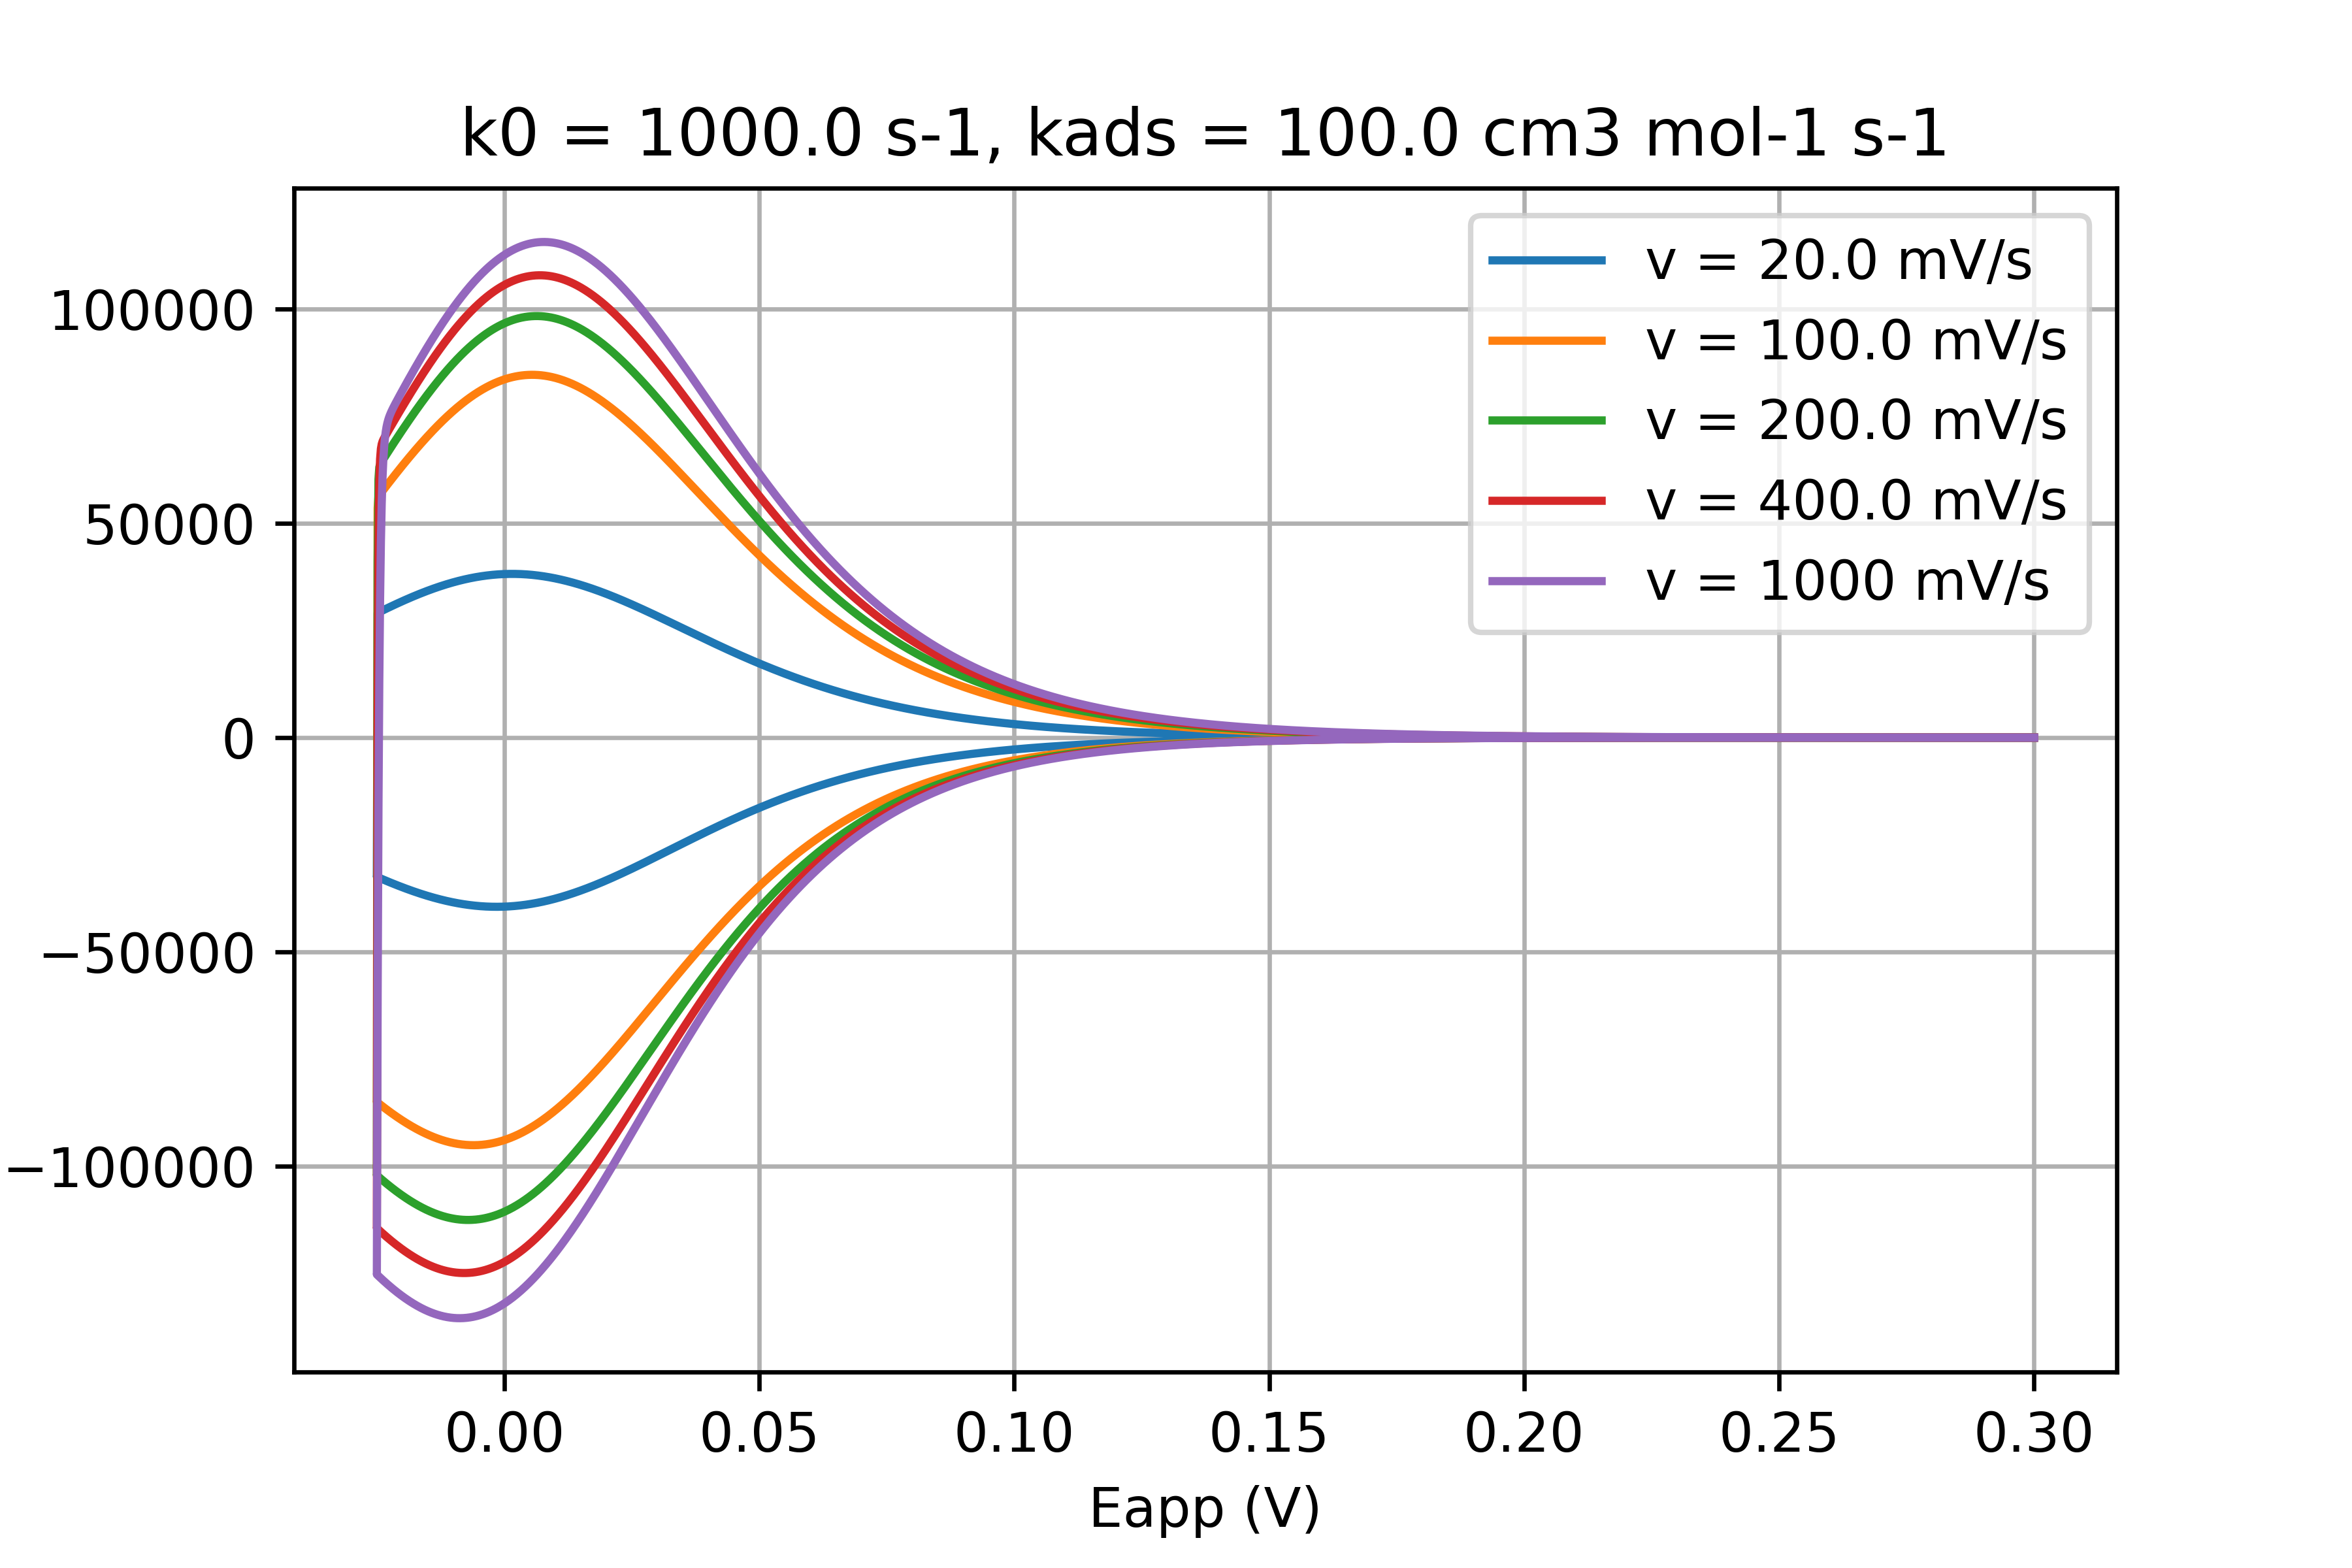 k0 = 1000.0 s-1, kads = 100.0 cm3 mol-1 s-1
v = 20.0 mV/s
v = 100.0 mV/s
v = 200.0 mV/s
v = 400.0 mV/s
v = 1000 mV/s
100000
50000
0
−50000
−100000
0.00 0.05 0.10 0.15 0.20 0.25 0.30
Eapp (V)